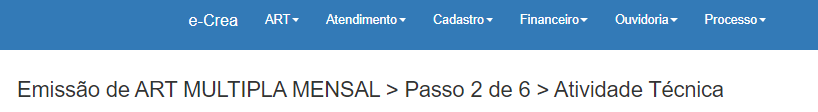 e-Crea ART Atendimento Cadastro Financeiro Ouvidoria Processo
Emissão de ART MULTIPLA MENSAL > Passo 2 de 6 > Atividade Técnica